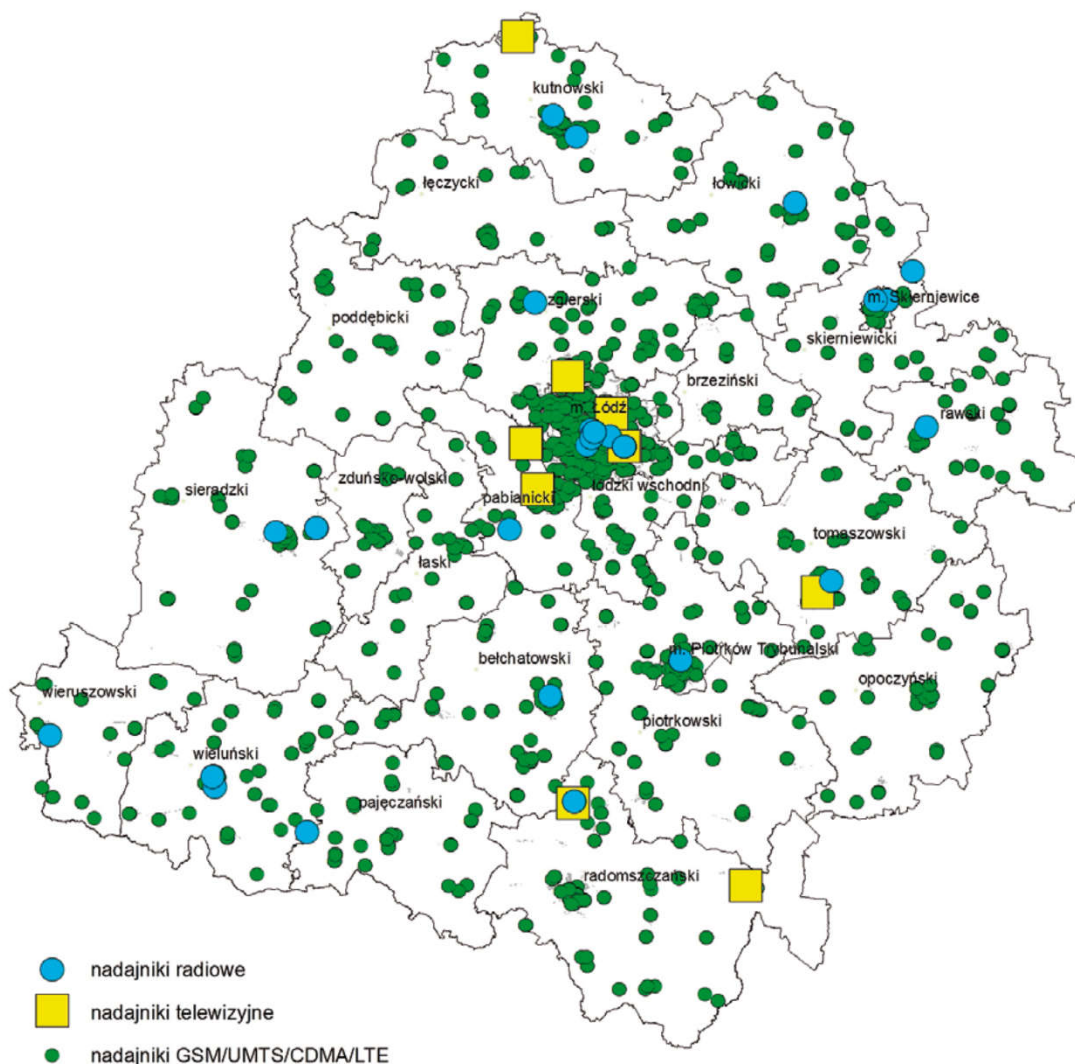 kutnowski
łęczycki
łowicki
zgierski
m. Skierniewice
poddębicki
skierniewicki
brzeziński
m. Łódź
rawski
zduńsko-wolski
sieradzki
łódzki wschodni
pabianicki
tomaszowski
łaski
m. Piotrków Trybunalski
bełchatowski
opoczyński
wieruszowski
piotrkowski
wieluński
pajęczański
radomszczański
nadajniki radiowe
nadajniki telewizyjne
nadajniki GSM/UMTS/CDMA/LTE